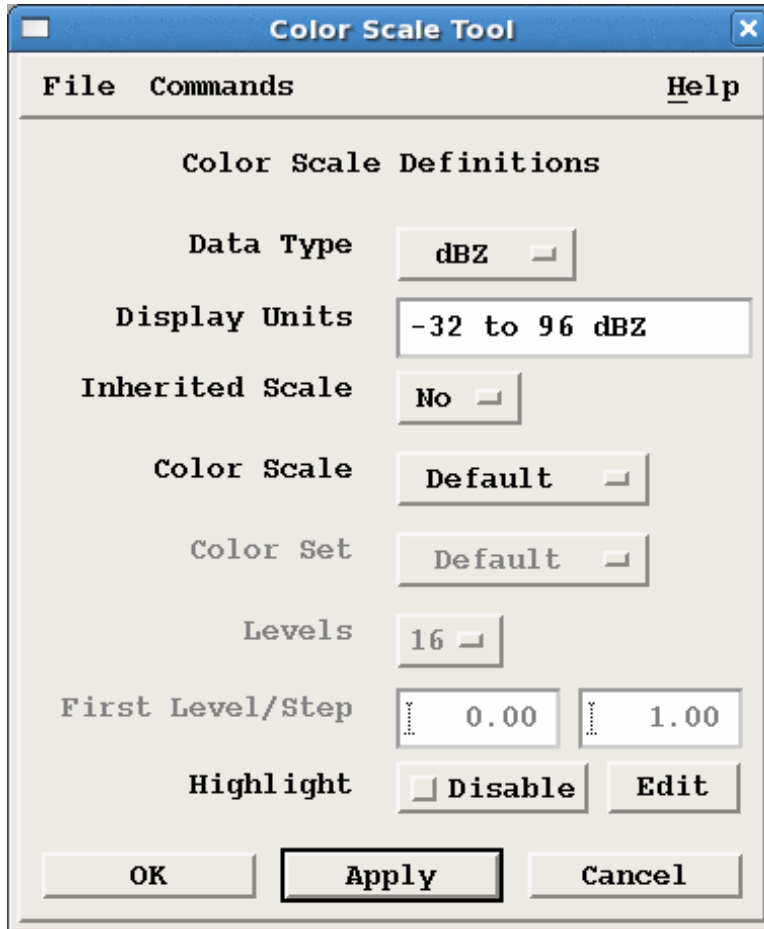 Color Scale Tool
File Commands Help
Color Scale Definitions
Data Type dBZ
Display Units -32 to 96 dBZ
Inherited Scale No
Color Scale Default
Color Set Default
Levels 16
First Level/Step 0.00 1.00
Highlight Disable Edit
OK Apply Cancel